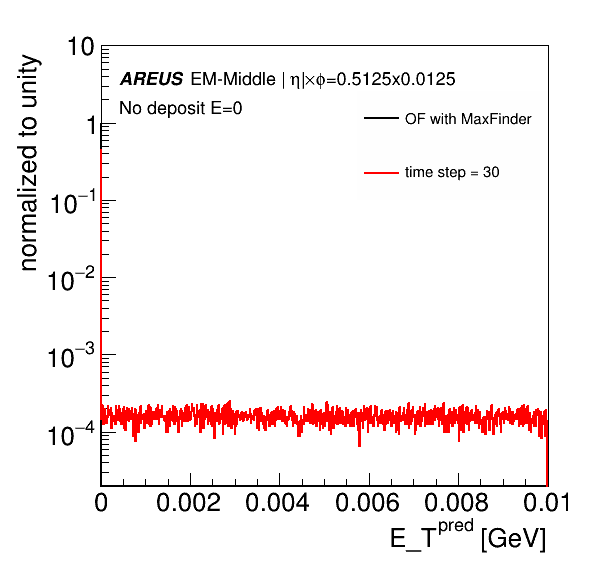 normalized to unity
10
1
10⁻¹
10⁻²
10⁻³
10⁻⁴
AREUS EM-Middle | η|×ϕ=0.5125x0.0125
No deposit E=0
OF with MaxFinder
time step = 30
0 0.002 0.004 0.006 0.008 0.01
E_T^pred [GeV]